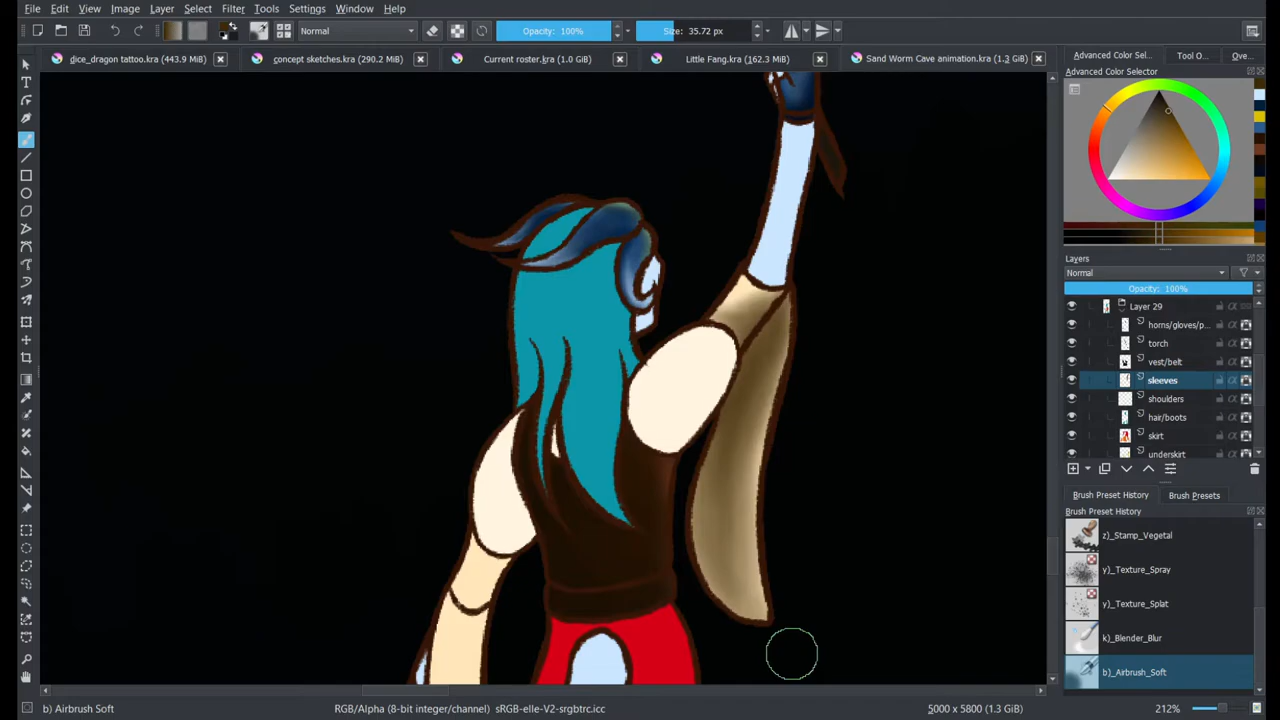 File Edit View Image Layer Select Filter Tools Settings Window Help
Normal Opacity: 100% Size: 35.72 px
dice_dragon tattoo.kra (443.9 MiB) concept sketches.kra (290.2 MiB) Current roster.kra (1.0 GiB) Little Fang.kra (162.3 MiB) Sand Worm Cave animation.kra (1.3 GiB)
Advanced Color Sel... Tool O... Ove...
Advanced Color Selector
Layers
Normal
Opacity: 100%
Layer 29
horns/gloves/p...
torch
vest/belt
sleeves
shoulders
hair/boots
skirt
underskirt
Brush Preset History Brush Presets
Brush Preset History
z)_Stamp_Vegetal
y)_Texture_Spray
y)_Texture_Splat
k)_Blender_Blur
b)_Airbrush_Soft
b) Airbrush Soft RGB/Alpha (8-bit integer/channel) sRGB-elle-V2-srgbtrc.icc 5000 x 5800 (1.3 GiB) 212%